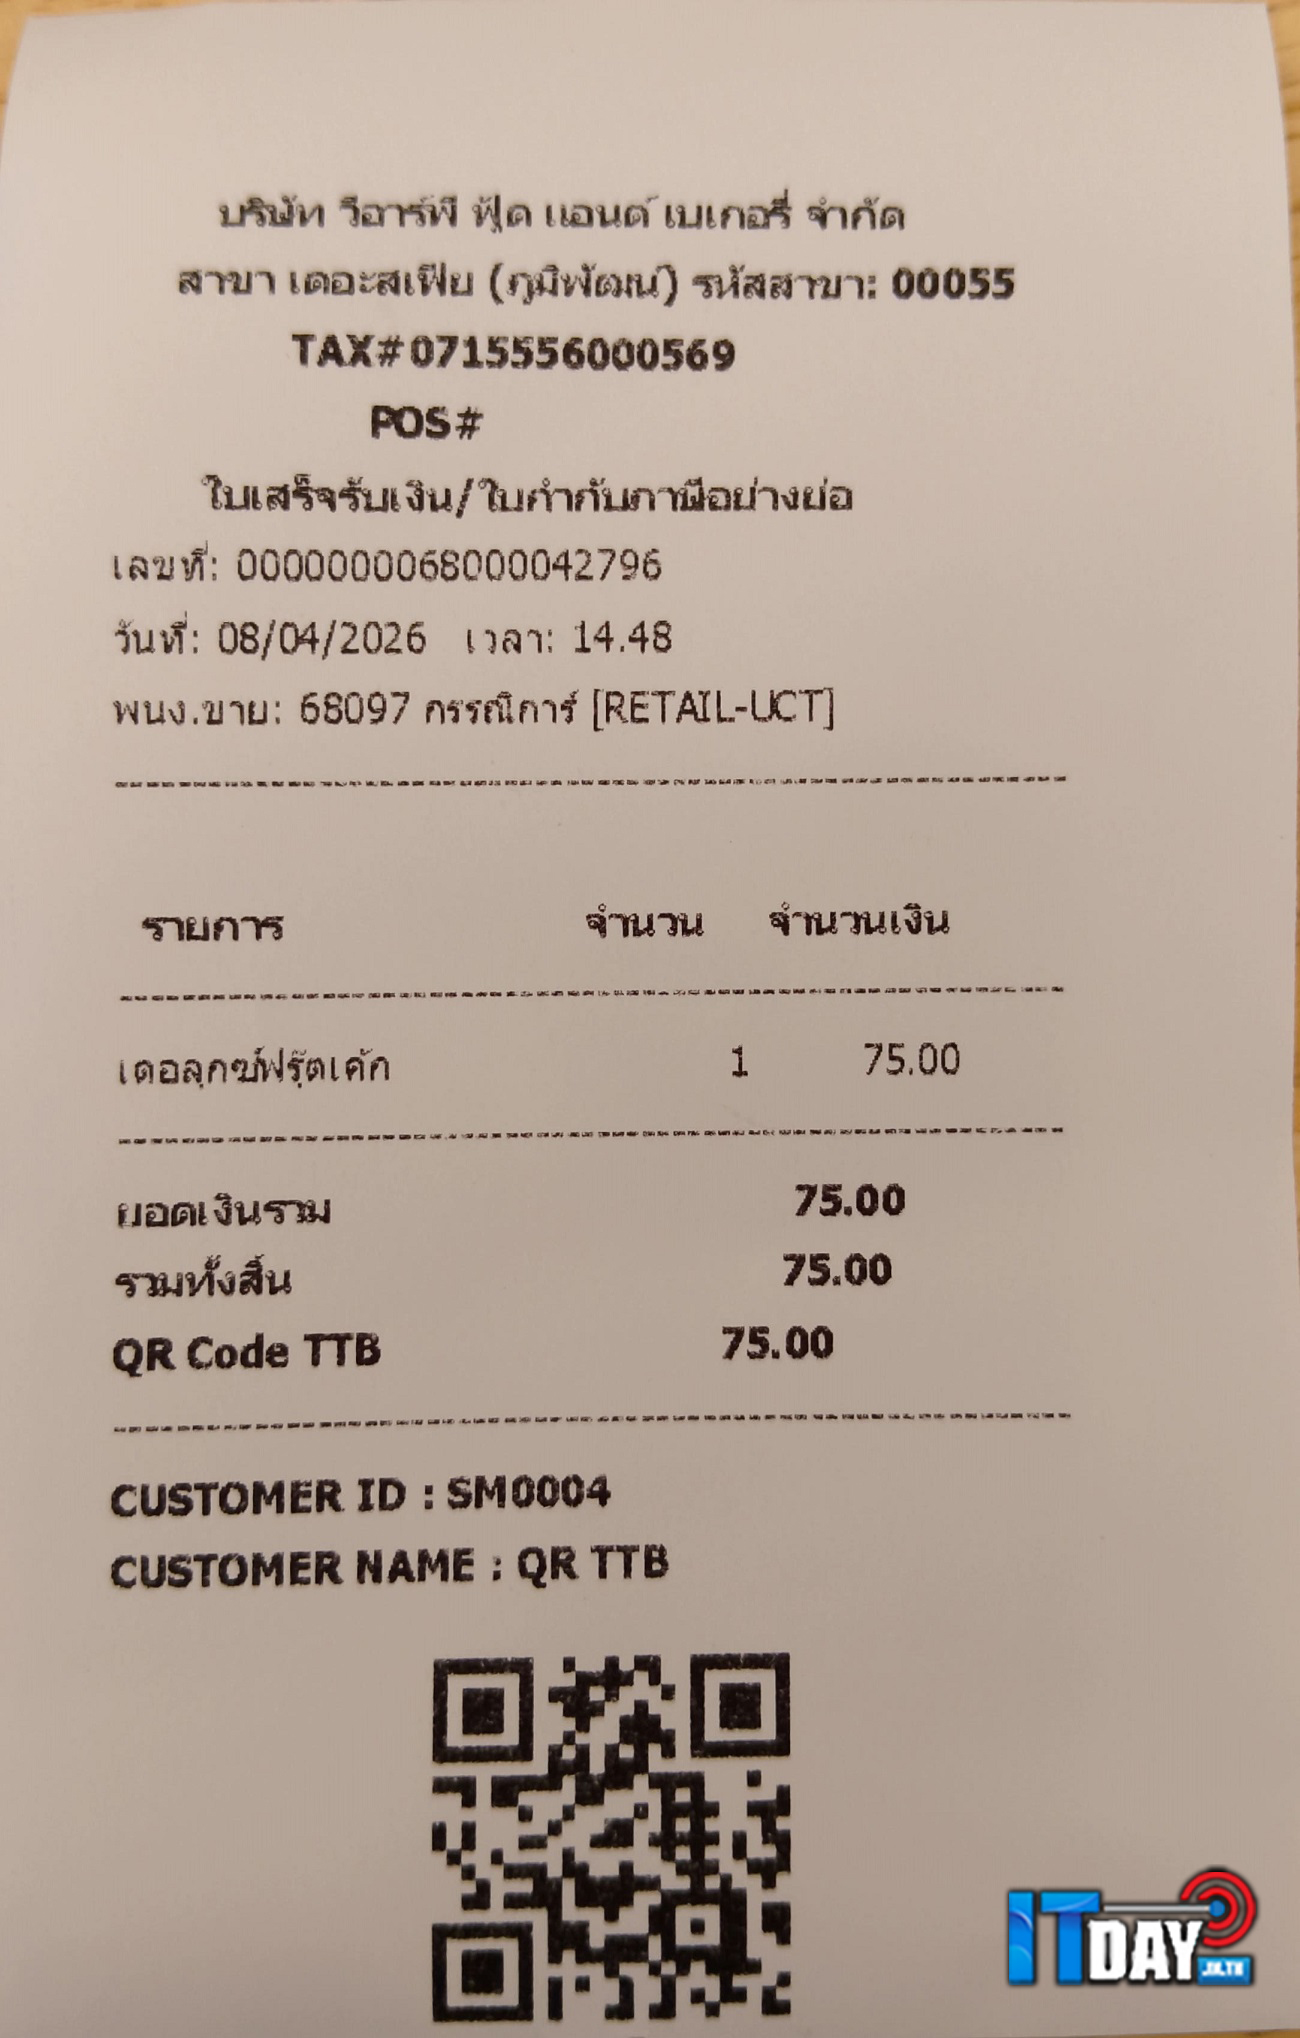 บริษัท วีอาร์พี ฟู้ด แอนด์ เบเกอรี่ จำกัด
สาขา เดอะสเฟียร (ภูมิพัฒน์) รหัสสาขา: 00055
TAX#0715556000569
POS#
ใบเสร็จรับเงิน/ใบกำกับภาษีอย่างย่อ
เลขที่: 0000000068000042796
วันที่: 08/04/2026 เวลา: 14.48
พนง.ขาย: 68097 กรรณิการ์ [RETAIL-UCT]
รายการ จำนวน จำนวนเงิน
เดอลุกซ์ฟรุ๊ตเค้ก 1 75.00
ยอดเงินรวม 75.00
รวมทั้งสิ้น 75.00
QR Code TTB 75.00
CUSTOMER ID : SM0004
CUSTOMER NAME : QR TTB
IT DAY .IN.TH